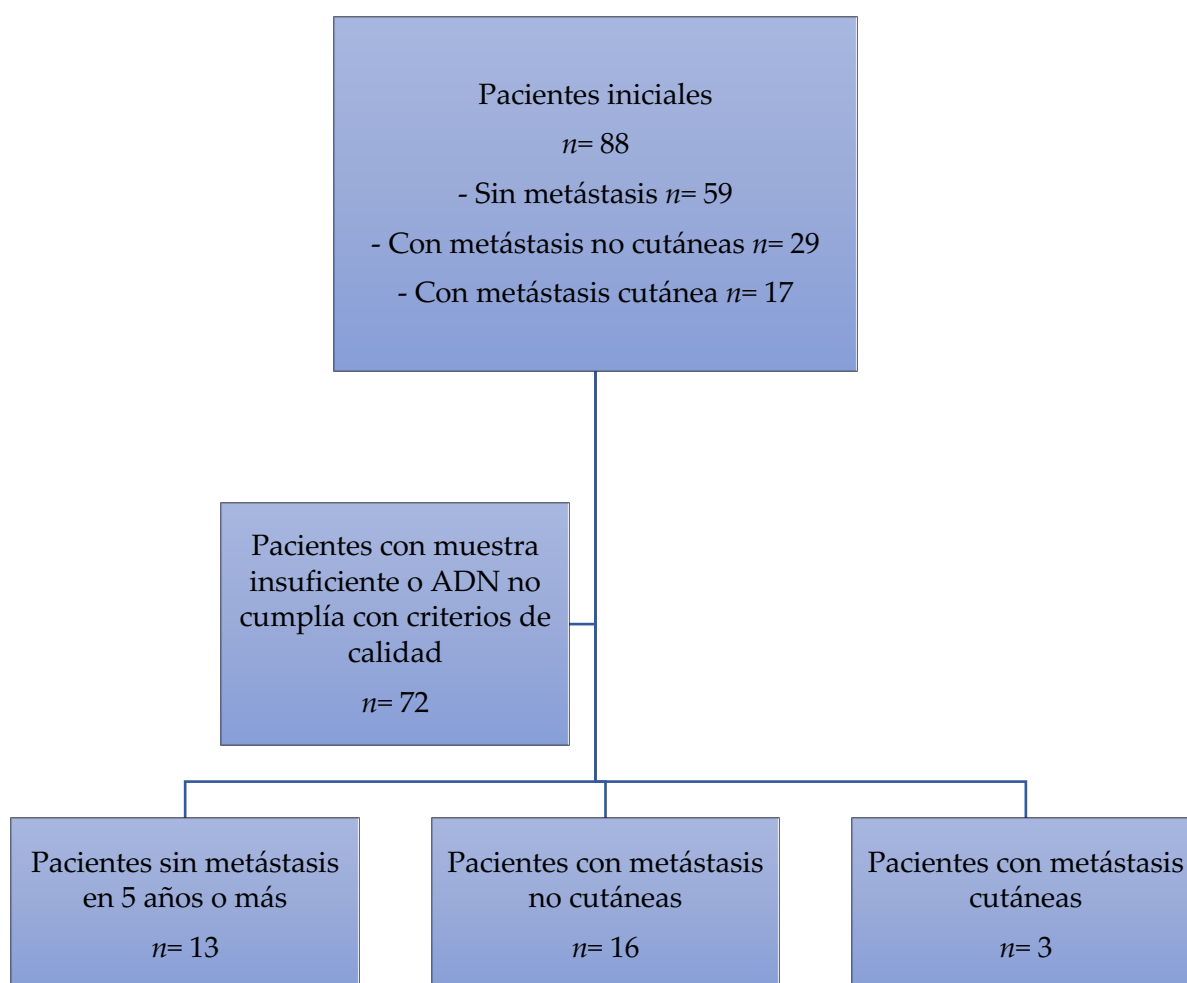 Pacientes iniciales
n= 88
- Sin metástasis n= 59
- Con metástasis no cutáneas n= 29
- Con metástasis cutánea n= 17
Pacientes con muestra
insuficiente o ADN no
cumplía con criterios de
calidad
n= 72
Pacientes sin metástasis
en 5 años o más
n= 13
Pacientes con metástasis
no cutáneas
n= 16
Pacientes con metástasis
cutáneas
n= 3